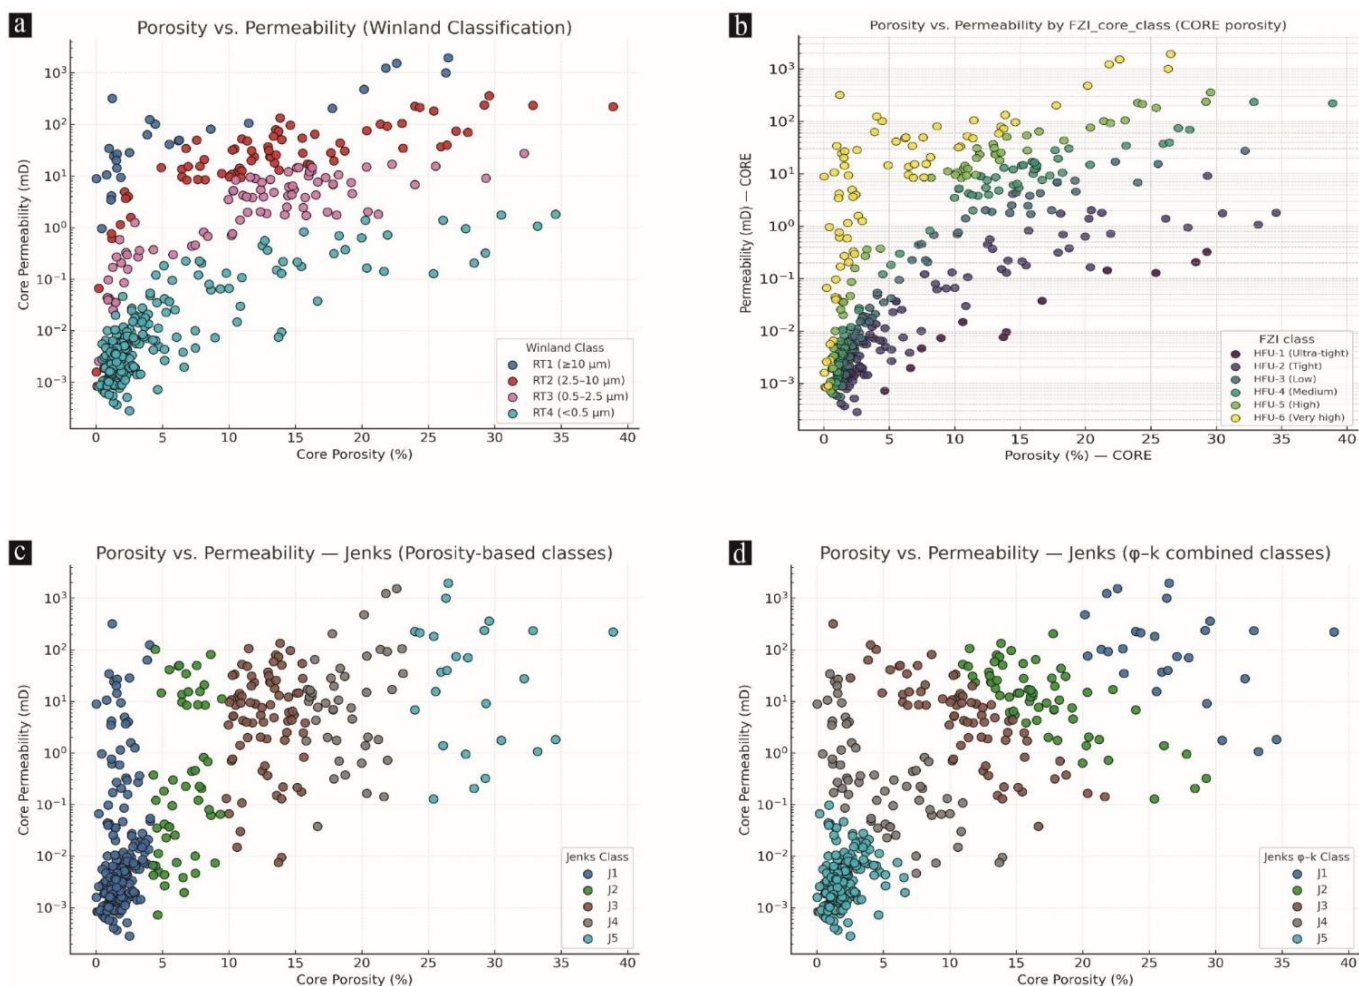 a
Porosity vs. Permeability (Winland Classification)
10³
10²
10¹
10⁰
10⁻¹
10⁻²
10⁻³
Core Permeability (mD)
Winland Class
RT1 (≥10 μm)
RT2 (2.5–10 μm)
RT3 (0.5–2.5 μm)
RT4 (<0.5 μm)
0 5 10 15 20 25 30 35 40
Core Porosity (%)
b
Porosity vs. Permeability by FZI_core_class (CORE porosity)
10³
10²
10¹
10⁰
10⁻¹
10⁻²
10⁻³
Permeability (mD) — CORE
FZI class
HFU-1 (Ultra-tight)
HFU-2 (Tight)
HFU-3 (Low)
HFU-4 (Medium)
HFU-5 (High)
HFU-6 (Very high)
0 5 10 15 20 25 30 35 40
Porosity (%) — CORE
c
Porosity vs. Permeability — Jenks (Porosity-based classes)
10³
10²
10¹
10⁰
10⁻¹
10⁻²
10⁻³
Core Permeability (mD)
Jenks Class
J1
J2
J3
J4
J5
0 5 10 15 20 25 30 35 40
Core Porosity (%)
d
Porosity vs. Permeability — Jenks (φ–k combined classes)
10³
10²
10¹
10⁰
10⁻¹
10⁻²
10⁻³
Core Permeability (mD)
Jenks φ–k Class
J1
J2
J3
J4
J5
0 5 10 15 20 25 30 35 40
Core Porosity (%)